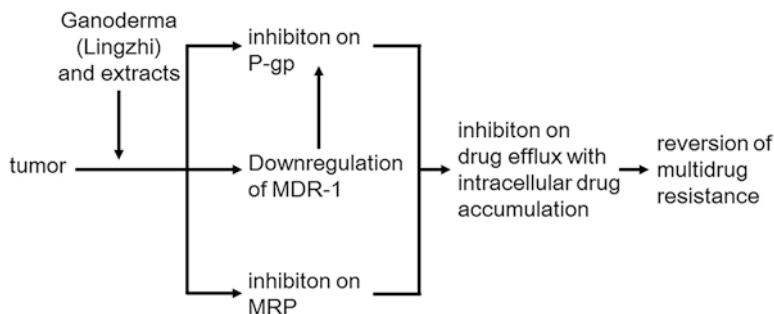 Ganoderma
(Lingzhi)
and extracts
tumor
inhibiton on
P-gp
Downregulation
of MDR-1
inhibiton on
MRP
inhibiton on
drug efflux with
intracellular drug
accumulation
reversion of
multidrug
resistance